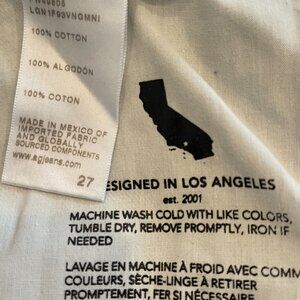 LGN1F93VNGMNI
100% COTTON
100% ALGODON
100% COTON
MADE IN MEXICO OF
IMPORTED FABRIC
AND GLOBALLY
SOURCED COMPONENTS
www.agjeans.com
27
ESIGNED IN LOS ANGELES
est. 2001
MACHINE WASH COLD WITH LIKE COLORS,
TUMBLE DRY, REMOVE PROMPTLY, IRON IF
NEEDED
LAVAGE EN MACHINE À FROID AVEC COMM
COULEURS, SÈCHE-LINGE À RETIRER
PROMPTEMENT, FER SI NÉCESSAIRE